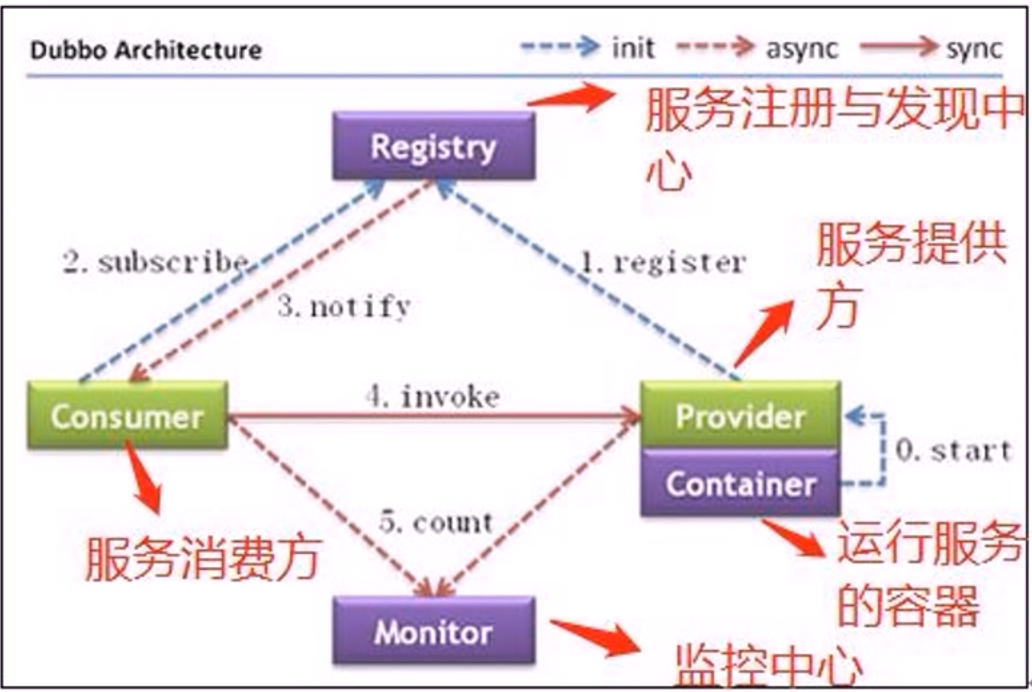 Dubbo Architecture
init
async
sync
服务注册与发现中
心
Registry
2. subscribe
1. register
服务提供
方
3. notify
4. invoke
Consumer
Provider
0. start
Container
5. count
服务消费方
运行服务
的容器
Monitor
监控中心